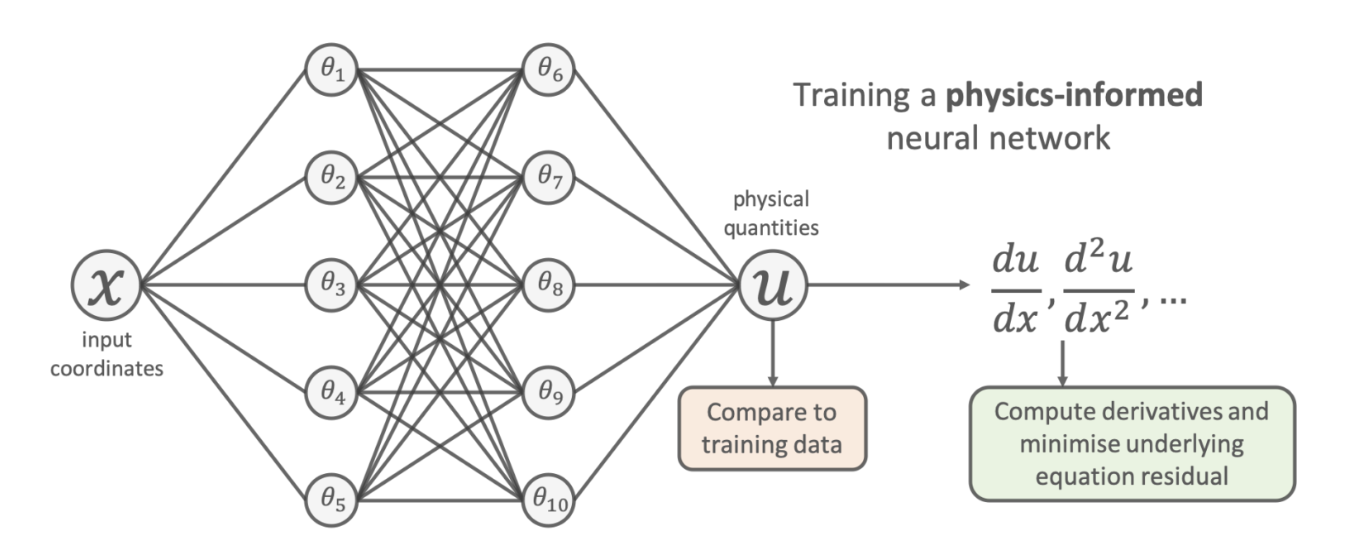 Training a physics-informed
neural network
x
input
coordinates
θ₁
θ₂
θ₃
θ₄
θ₅
θ₆
θ₇
θ₈
θ₉
θ₁₀
physical
quantities
u
du/dx, d²u/dx², ...
Compare to
training data
Compute derivatives and
minimise underlying
equation residual